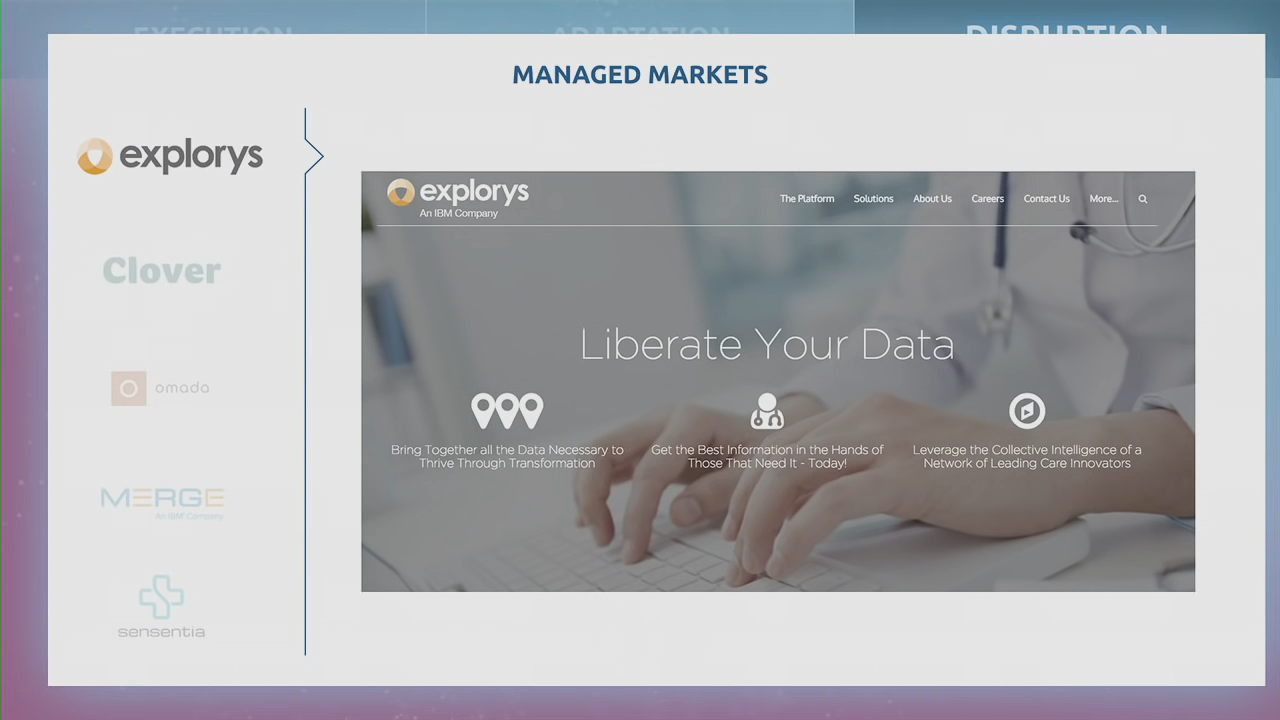 EXECUTION
ADAPTATION
DISRUPTION
MANAGED MARKETS
explorys
Clover
omada
MERGE
An IBM Company
sensentia
explorys
An IBM Company
The Platform
Solutions
About Us
Careers
Contact Us
More...
Liberate Your Data
Bring Together all the Data Necessary to
Thrive Through Transformation
Get the Best Information in the Hands of
Those That Need It - Today!
Leverage the Collective Intelligence of a
Network of Leading Care Innovators